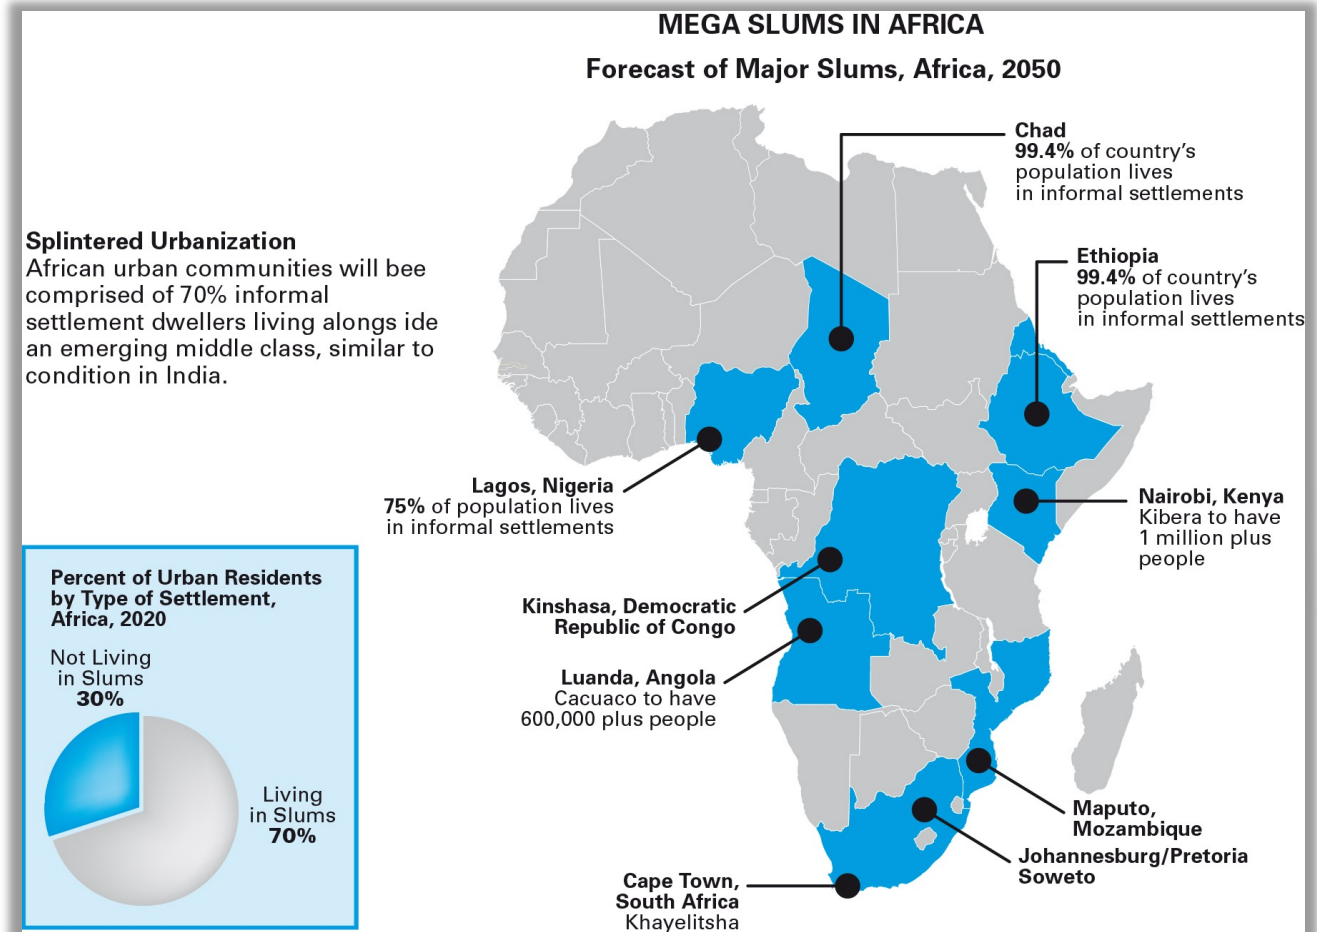 MEGA SLUMS IN AFRICA
Forecast of Major Slums, Africa, 2050
Chad
99.4% of country's
population lives
in informal settlements
Splintered Urbanization
African urban communities will bee
comprised of 70% informal
settlement dwellers living alongs ide
an emerging middle class, similar to
condition in India.
Ethiopia
99.4% of country's
population lives
in informal settlements
Lagos, Nigeria
75% of population lives
in informal settlements
Nairobi, Kenya
Kibera to have
1 million plus
people
Kinshasa, Democratic
Republic of Congo
Luanda, Angola
Cacuaco to have
600,000 plus people
Maputo,
Mozambique
Johannesburg/Pretoria
Soweto
Cape Town,
South Africa
Khayelitsha
Percent of Urban Residents
by Type of Settlement,
Africa, 2020
Not Living
in Slums
30%
Living
in Slums
70%